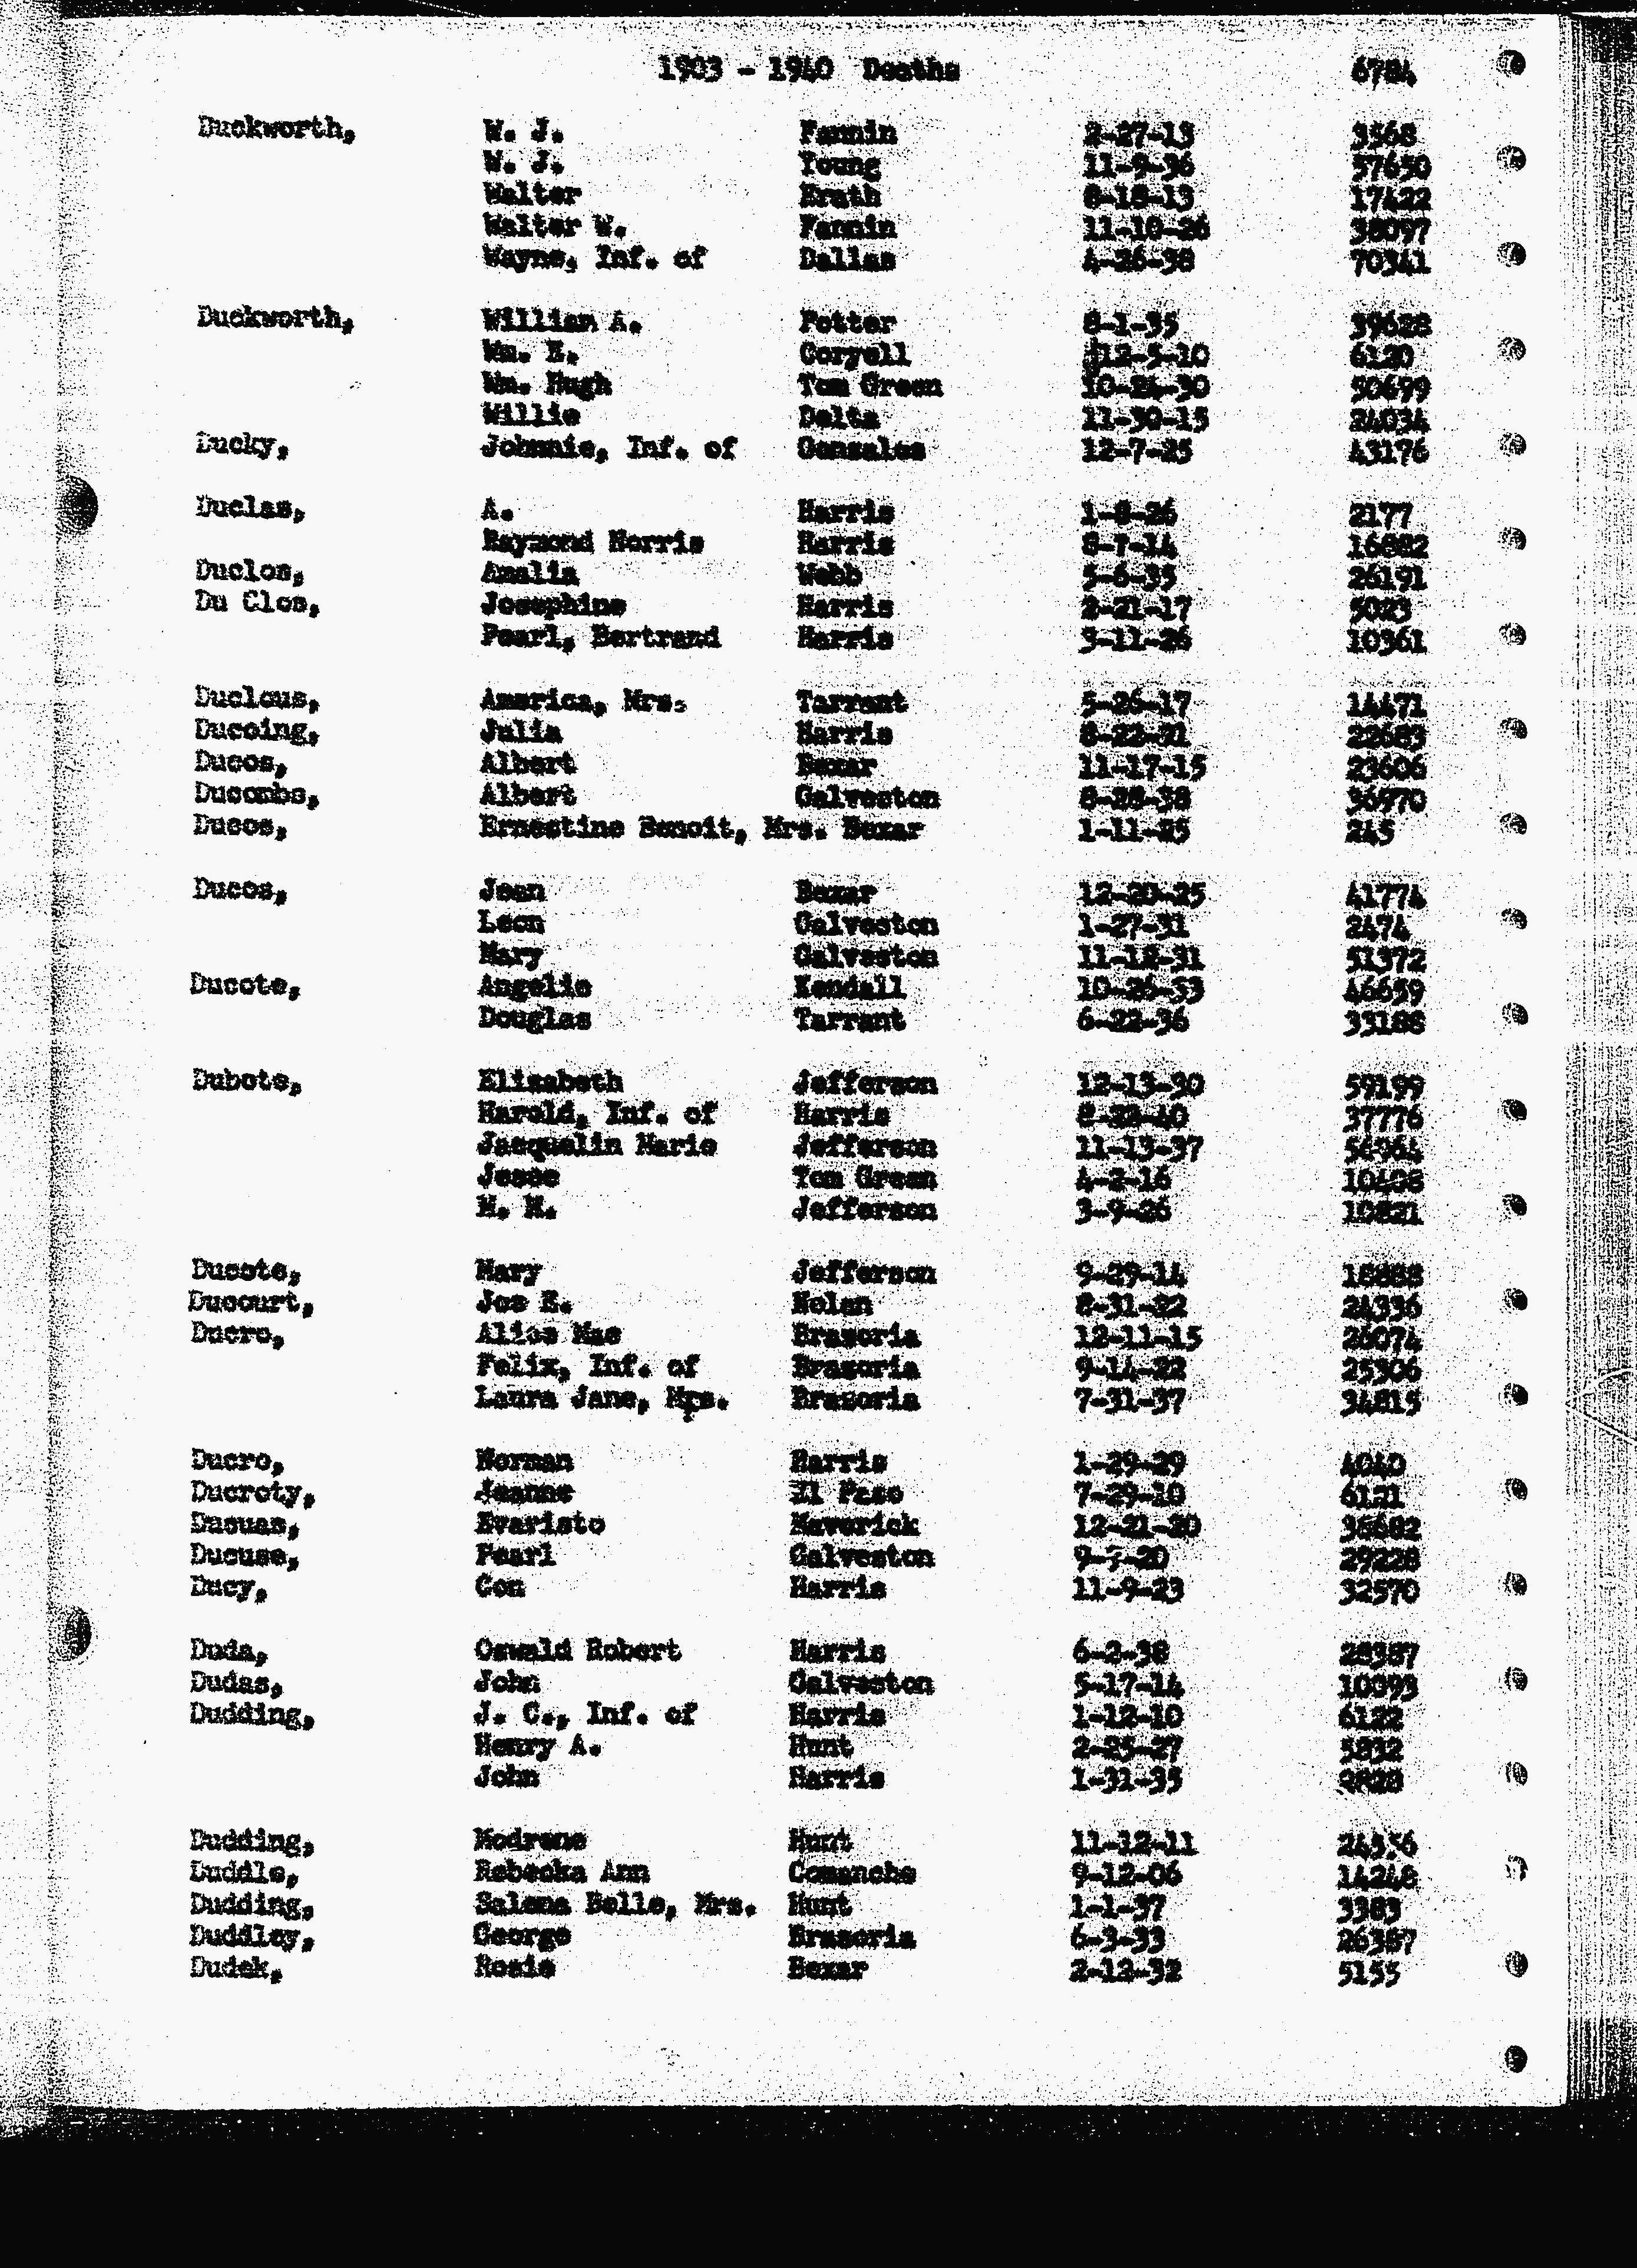 1903 - 1940 Deaths 6784
Duckworth, W. J. Fannin 2-27-13 3568
W. J. Young 11-9-36 57650
Walter Erath 8-18-13 17422
Walter W. Fannin 11-10-26 38097
Wayne, Inf. of Dallas 4-26-38 70341
Duckworth, William A. Potter 8-1-35 39628
Wm. E. Coryell 12-5-10 6120
Wm. Hugh Tom Green 10-24-30 50699
Willie Delta 11-30-15 24034
Ducky, Johnnie, Inf. of Gonzales 12-7-25 43176
Duclas, A. Harris 1-8-26 2177
Raymond Norris Harris 8-7-14 16882
Duclos, Amalia Webb 5-6-35 26191
Du Clos, Josephine Harris 2-21-17 5023
Pearl, Bertrand Harris 3-11-26 10361
Duclous, America, Mrs. Tarrant 5-26-17 14471
Ducoing, Julia Harris 8-22-21 22683
Ducos, Albert Bexar 11-17-15 23606
Ducombs, Albert Galveston 8-28-38 36970
Ducos, Ernestine Benoit, Mrs. Bexar 1-11-25 245
Ducos, Jean Bexar 12-20-25 41774
Leon Galveston 1-27-31 2474
Mary Galveston 11-12-31 51372
Ducote, Angelie Kendall 10-26-33 46659
Douglas Tarrant 6-22-36 33188
Dubote, Elizabeth Jefferson 12-13-30 59199
Harold, Inf. of Harris 8-22-40 37776
Jacquelin Marie Jefferson 11-13-37 56964
Jesse Tom Green 4-2-16 10408
M. M. Jefferson 3-9-26 10821
Ducote, Mary Jefferson 9-29-14 18888
Ducourt, Jos E. Nolan 8-31-22 24336
Ducro, Alice Mae Brazoria 12-11-15 26074
Felix, Inf. of Brazoria 9-14-22 25306
Laura Jane, Mrs. Brazoria 7-31-37 34815
Ducro, Norman Harris 1-29-29 4040
Ducroty, Jeanne El Paso 7-29-10 6121
Ducuas, Evaristo Maverick 12-21-20 38682
Ducuse, Pearl Galveston 29228
Ducy, Con Harris 11-9-23 32570
Duda, Oswald Robert Harris 6-2-38 28387
Dudas, John Galveston 5-17-14 10093
Dudding, J. C., Inf. of Harris 1-12-10 6122
Henry A. Hunt 2-25-27 5832
John Harris 1-31-35 2828
Dudding, Modrene Hunt 11-12-11
Duddle, Rebecka Ann Comanche 9-12-06 14248
Dudding, Salena Belle, Mrs. Hunt 1-1-37 3383
Duddley, George Brazoria 6-3-33 26387
Dudek, Rosie Bexar 2-12-32 5155